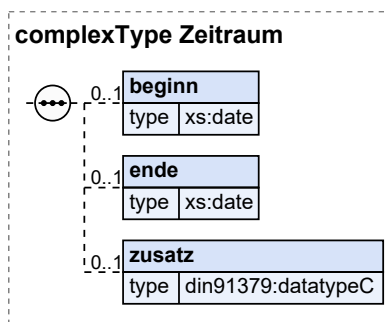 complexType Zeitraum
0..1 beginn
type xs:date
0..1 ende
type xs:date
0..1 zusatz
type din91379:datatypeC